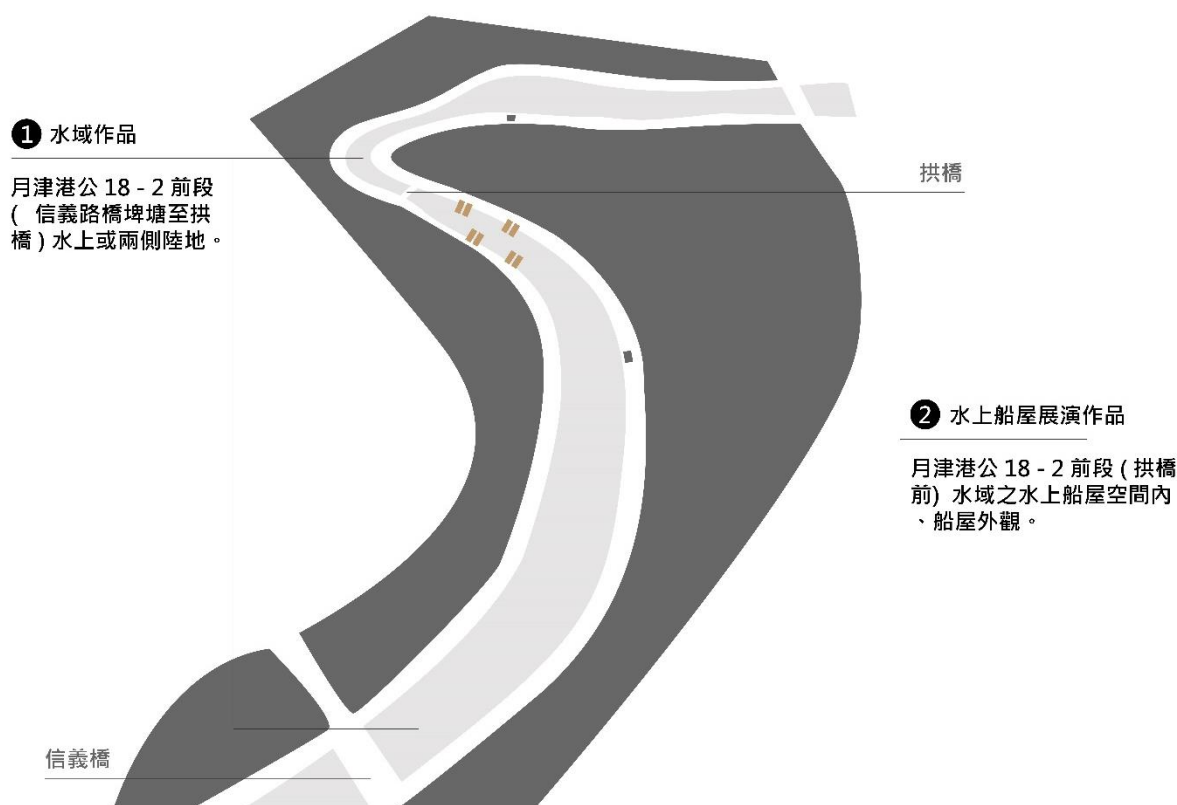 1 水域作品
月津港公 18 - 2 前段
( 信義路橋埤塘至拱
橋 ) 水上或兩側陸地。
拱橋
2 水上船屋展演作品
月津港公 18 - 2 前段 ( 拱橋
前) 水域之水上船屋空間內
、船屋外觀。
信義橋